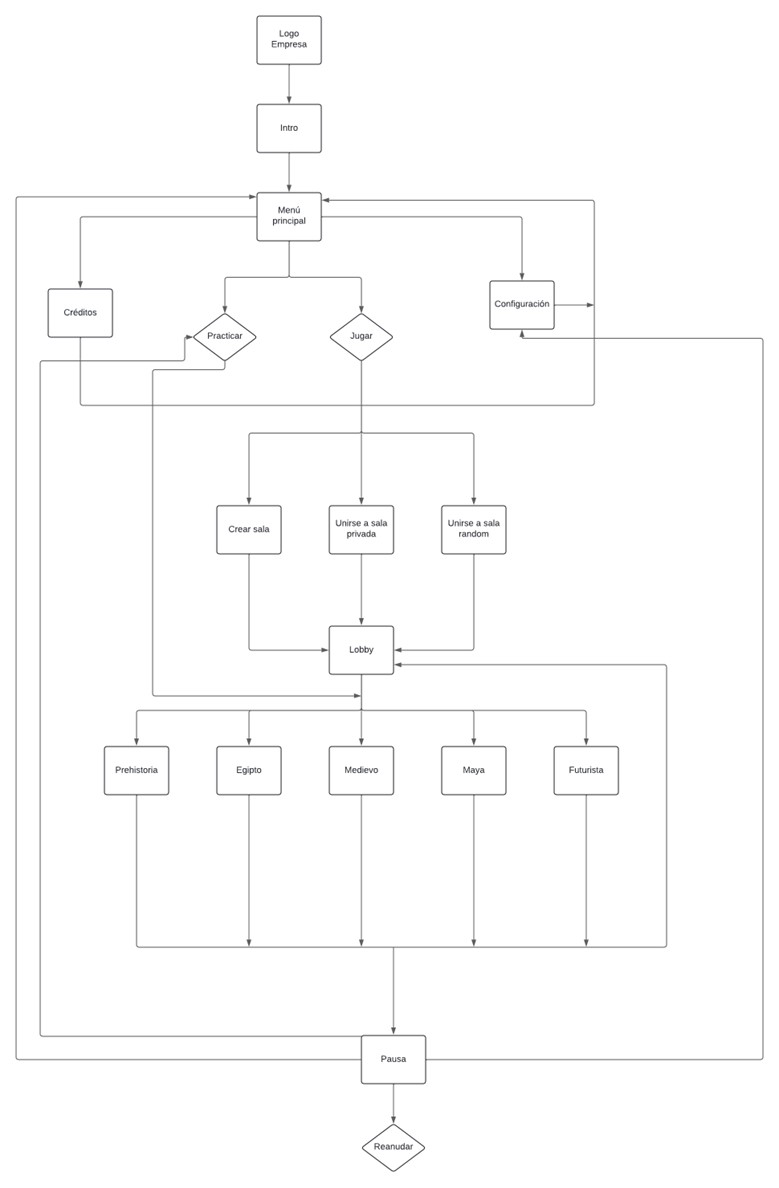 Logo
Empresa
Intro
Menú
principal
Créditos
Practicar
Jugar
Configuración
Crear sala
Unirse a sala
privada
Unirse a sala
random
Lobby
Prehistoria
Egipto
Medievo
Maya
Futurista
Pausa
Reanudar